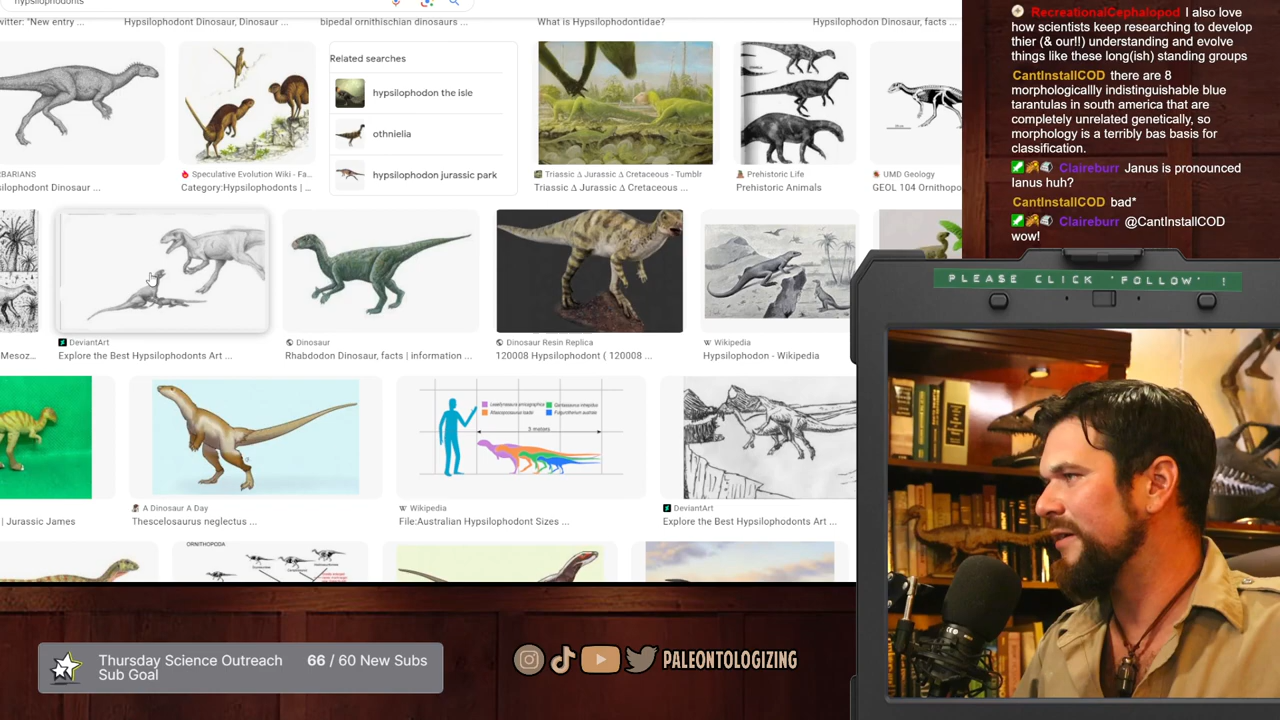 hypsilophodonts
witter: "New entry ...
Hypsilophodont Dinosaur, Dinosaur ...
bipedal ornithischian dinosaurs ...
What is Hypsilophodontidae?
Hypsilophodont Dinosaur, facts ...
Related searches
hypsilophodon the isle
othnielia
hypsilophodon jurassic park
RBARIANS
silophodont Dinosaur ...
Speculative Evolution Wiki - Fa...
Category:Hypsilophodonts | ...
Triassic Δ Jurassic Δ Cretaceous - Tumblr
Triassic Δ Jurassic Δ Cretaceous ...
Prehistoric Life
Prehistoric Animals
UMD Geology
GEOL 104 Ornithopo
Mesoz...
DeviantArt
Explore the Best Hypsilophodonts Art ...
Dinosaur
Rhabdodon Dinosaur, facts | information ...
Dinosaur Resin Replica
120008 Hypsilophodont ( 120008 ...
Wikipedia
Hypsilophodon - Wikipedia
3 meters
| Jurassic James
A Dinosaur A Day
Thescelosaurus neglectus ...
Wikipedia
File:Australian Hypsilophodont Sizes ...
DeviantArt
Explore the Best Hypsilophodonts Art ...
ORNITHOPODA
RecreationalCephalopod I also love
how scientists keep researching to develop
thier (& our!!) understanding and evolve
things like these long(ish) standing groups
CantInstallCOD there are 8
morphologicallly indistinguishable blue
tarantulas in south america that are
completely unrelated genetically, so
morphology is a terribly bas basis for
classification.
Claireburr Janus is pronounced
Ianus huh?
CantInstallCOD bad*
Claireburr @CantInstallCOD
wow!
PLEASE CLICK 'FOLLOW' !
Thursday Science Outreach
Sub Goal
66 / 60 New Subs
PALEONTOLOGIZING